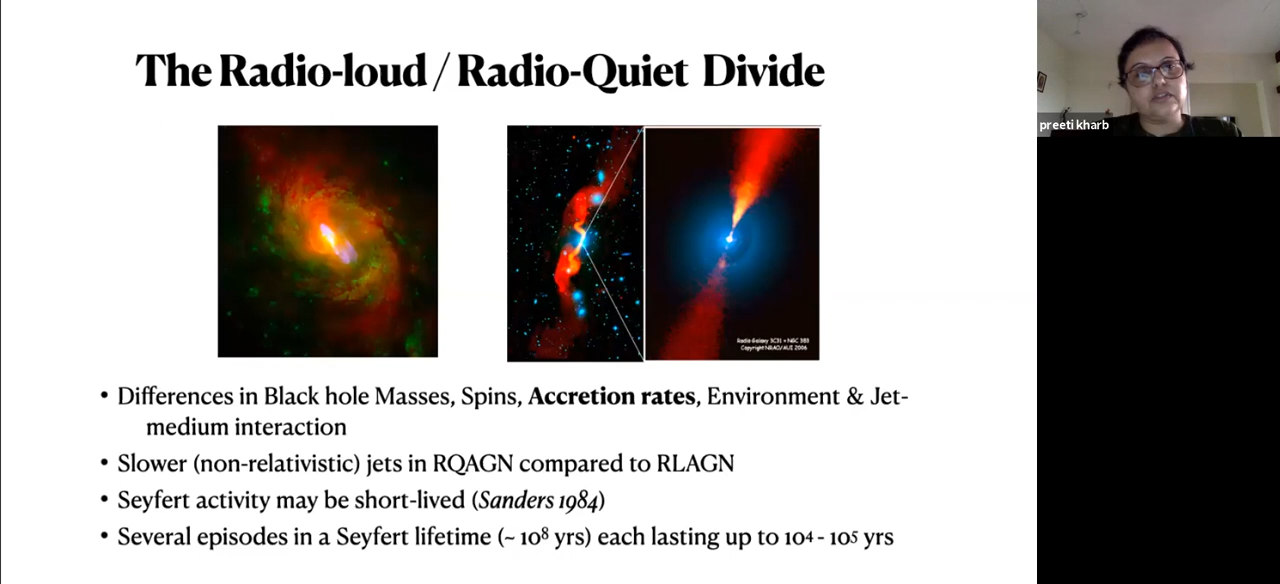 The Radio-loud / Radio-Quiet Divide
preeti kharb
Radio Galaxy 3C31 • NGC 383
Copyright NRAO/AUI 2006
• Differences in Black hole Masses, Spins, Accretion rates, Environment & Jet-
medium interaction
• Slower (non-relativistic) jets in RQAGN compared to RLAGN
• Seyfert activity may be short-lived (Sanders 1984)
• Several episodes in a Seyfert lifetime (~ 10⁸ yrs) each lasting up to 10⁴ - 10⁵ yrs